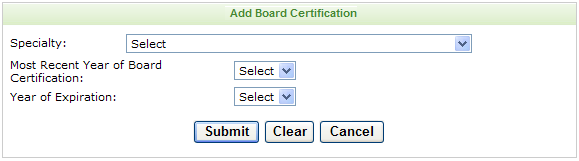 Add Board Certification
Specialty: Select
Most Recent Year of Board
Certification: Select
Year of Expiration: Select
Submit Clear Cancel